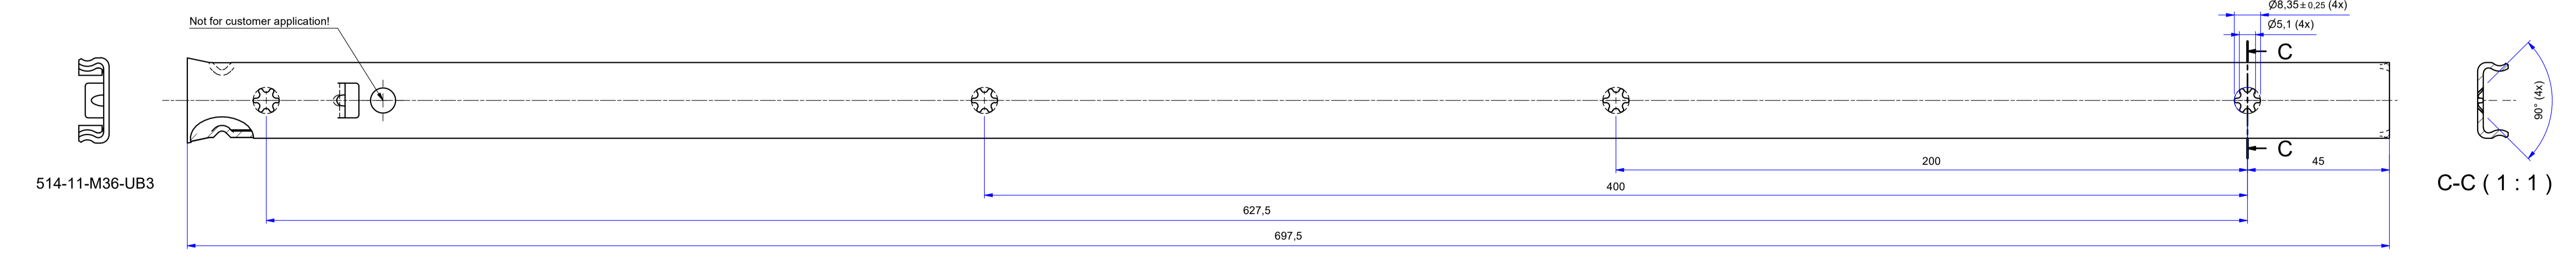 Ø8,35± 0,25 (4x)
Not for customer application!
Ø5,1 (4x)
C
90° (4x)
C
200
45
514-11-M36-UB3
C-C ( 1 : 1 )
400
627,5
697,5